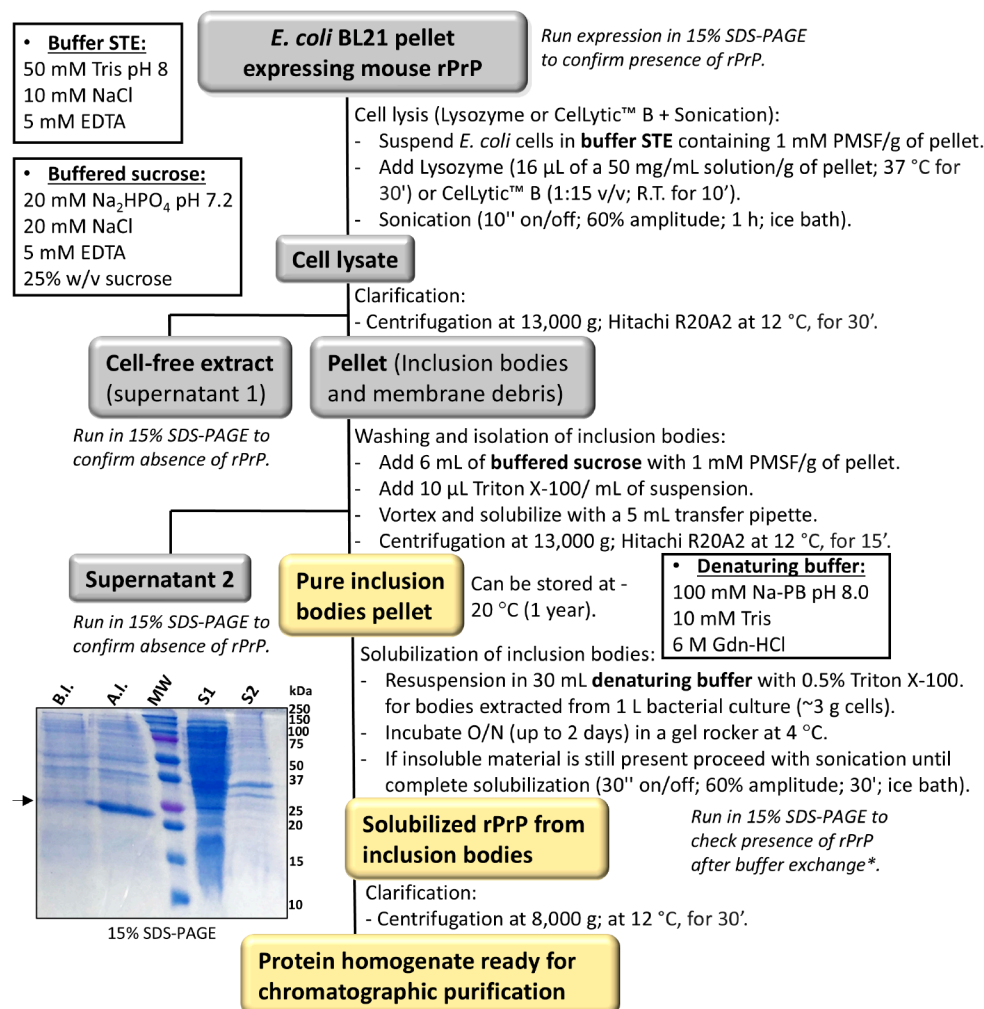 • Buffer STE:
50 mM Tris pH 8
10 mM NaCl
5 mM EDTA
E. coli BL21 pellet
expressing mouse rPrP
Run expression in 15% SDS-PAGE
to confirm presence of rPrP.
• Buffered sucrose:
20 mM Na₂HPO₄ pH 7.2
20 mM NaCl
5 mM EDTA
25% w/v sucrose
Cell lysis (Lysozyme or CelLytic™ B + Sonication):
- Suspend E. coli cells in buffer STE containing 1 mM PMSF/g of pellet.
- Add Lysozyme (16 µL of a 50 mg/mL solution/g of pellet; 37 °C for
30') or CelLytic™ B (1:15 v/v; R.T. for 10’).
- Sonication (10'' on/off; 60% amplitude; 1 h; ice bath).
Cell lysate
Clarification:
- Centrifugation at 13,000 g; Hitachi R20A2 at 12 °C, for 30’.
Cell-free extract
(supernatant 1)
Pellet (Inclusion bodies
and membrane debris)
Run in 15% SDS-PAGE to
confirm absence of rPrP.
Washing and isolation of inclusion bodies:
- Add 6 mL of buffered sucrose with 1 mM PMSF/g of pellet.
- Add 10 µL Triton X-100/ mL of suspension.
- Vortex and solubilize with a 5 mL transfer pipette.
- Centrifugation at 13,000 g; Hitachi R20A2 at 12 °C, for 15’.
Supernatant 2
Pure inclusion
bodies pellet
Can be stored at -
20 °C (1 year).
• Denaturing buffer:
100 mM Na-PB pH 8.0
10 mM Tris
6 M Gdn-HCl
Run in 15% SDS-PAGE to
confirm absence of rPrP.
Solubilization of inclusion bodies:
- Resuspension in 30 mL denaturing buffer with 0.5% Triton X-100.
for bodies extracted from 1 L bacterial culture (~3 g cells).
- Incubate O/N (up to 2 days) in a gel rocker at 4 °C.
- If insoluble material is still present proceed with sonication until
complete solubilization (30'' on/off; 60% amplitude; 30'; ice bath).
B.I. A.I. MW S1 S2 kDa
250
150
100
75
50
37
25
20
15
10
15% SDS-PAGE
Solubilized rPrP from
inclusion bodies
Run in 15% SDS-PAGE to
check presence of rPrP
after buffer exchange*.
Clarification:
- Centrifugation at 8,000 g; at 12 °C, for 30’.
Protein homogenate ready for
chromatographic purification